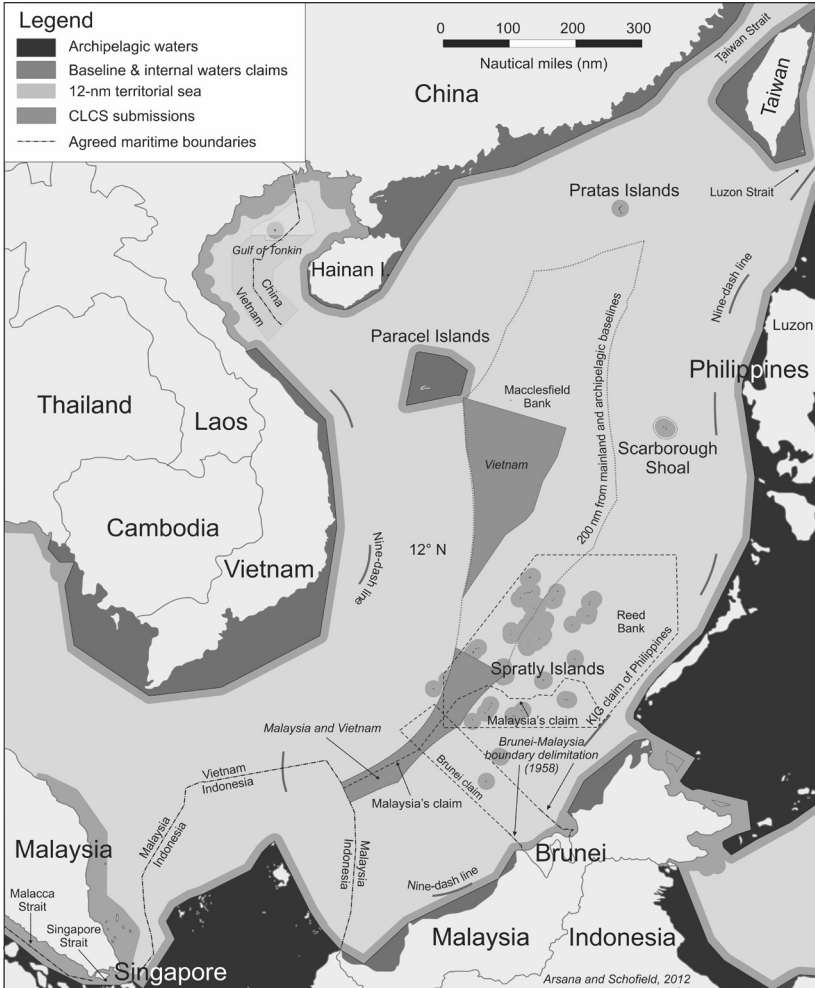 Legend
Archipelagic waters
Baseline & internal waters claims
12-nm territorial sea
CLCS submissions
Agreed maritime boundaries
0 100 200 300
Nautical miles (nm)
China
Taiwan Strait
Taiwan
Luzon Strait
Pratas Islands
Gulf of Tonkin
Hainan I.
China
Vietnam
Nine-dash line
Luzon
Paracel Islands
Philippines
Macclesfield
Bank
200 nm from mainland and archipelagic baselines
Thailand
Laos
Scarborough
Shoal
Vietnam
Cambodia
Vietnam
Nine-dash line
12° N
Reed
Bank
Spratly Islands
KIG claim of Philippines
Malaysia's claim
Malaysia and Vietnam
Brunei-Malaysia
boundary delimitation
(1958)
Vietnam
Indonesia
Brunei claim
Malaysia's claim
Malaysia
Indonesia
Malaysia
Indonesia
Malaysia
Brunei
Nine-dash line
Malacca
Strait
Singapore
Strait
Singapore
Malaysia
Indonesia
Arsana and Schofield, 2012